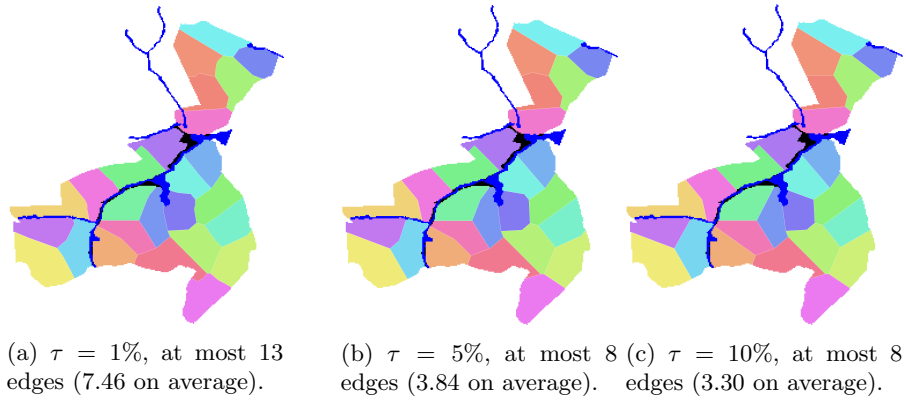 (a) τ = 1%, at most 13
edges (7.46 on average).
(b) τ = 5%, at most 8
edges (3.84 on average).
(c) τ = 10%, at most 8
edges (3.30 on average).